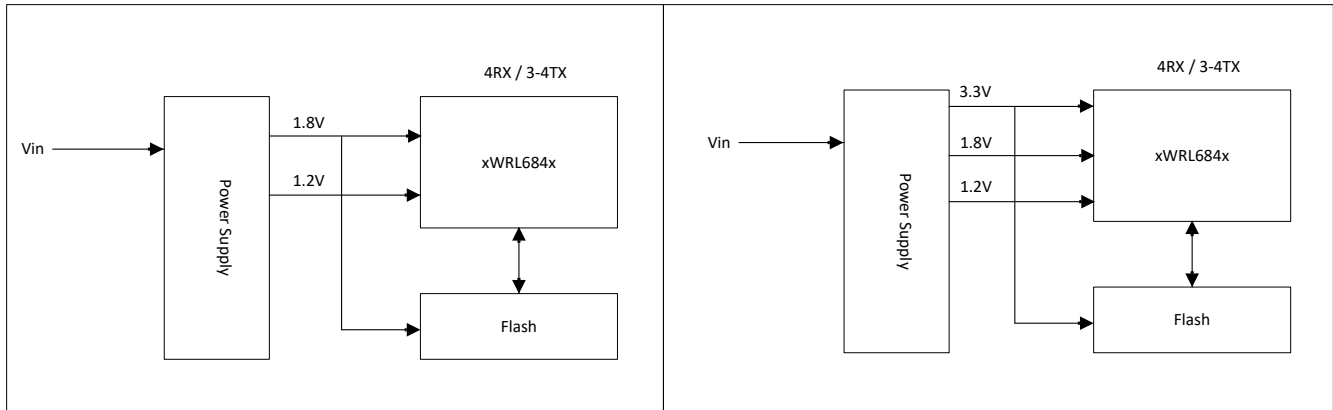 4RX / 3-4TX
1.8V
Vin
xWRL684x
1.2V
Power Supply
Flash
4RX / 3-4TX
3.3V
Vin
1.8V
xWRL684x
1.2V
Power Supply
Flash